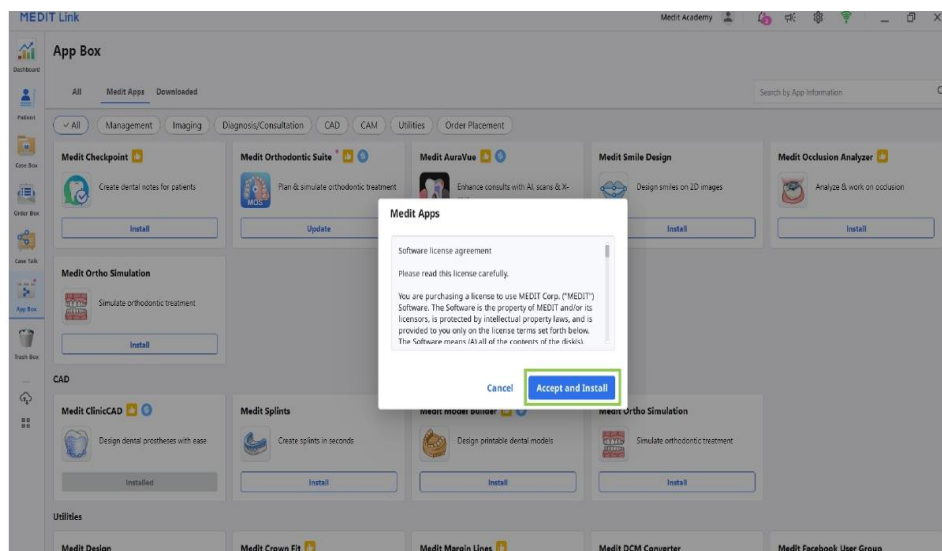 MEDIT Link
Medit Academy
Dashboard
Patient
Case Box
Order Box
Case Talk
App Box
Trash Box
App Box
All Medit Apps Downloaded
Search by App Information
All Management Imaging Diagnosis/Consultation CAD CAM Utilities Order Placement
Medit Checkpoint
Create dental notes for patients
Install
Medit Orthodontic Suite *
MOS
Plan & simulate orthodontic treatment
Update
Medit AuraVue
Enhance consults with AI, scans & X-
Medit Smile Design
Design smiles on 2D images
Install
Medit Occlusion Analyzer
Analyze & work on occlusion
Install
Medit Ortho Simulation
Simulate orthodontic treatment
Install
Medit Apps
Software license agreement
Please read this license carefully.
You are purchasing a license to use MEDIT Corp. ("MEDIT")
Software. The Software is the property of MEDIT and/or its
licensors, is protected by intellectual property laws, and is
provided to you only on the license terms set forth below.
The Software means (A) all of the contents of the disk(s),
Cancel Accept and Install
CAD
Medit ClinicCAD
Design dental prostheses with ease
Installed
Medit Splints
Create splints in seconds
Install
Medit Model Builder
Design printable dental models
Install
Medit Ortho Simulation
Simulate orthodontic treatment
Install
Utilities
Medit Design
Medit Crown Fit
Medit Margin Lines
Medit DCM Converter
Medit Facebook User Group